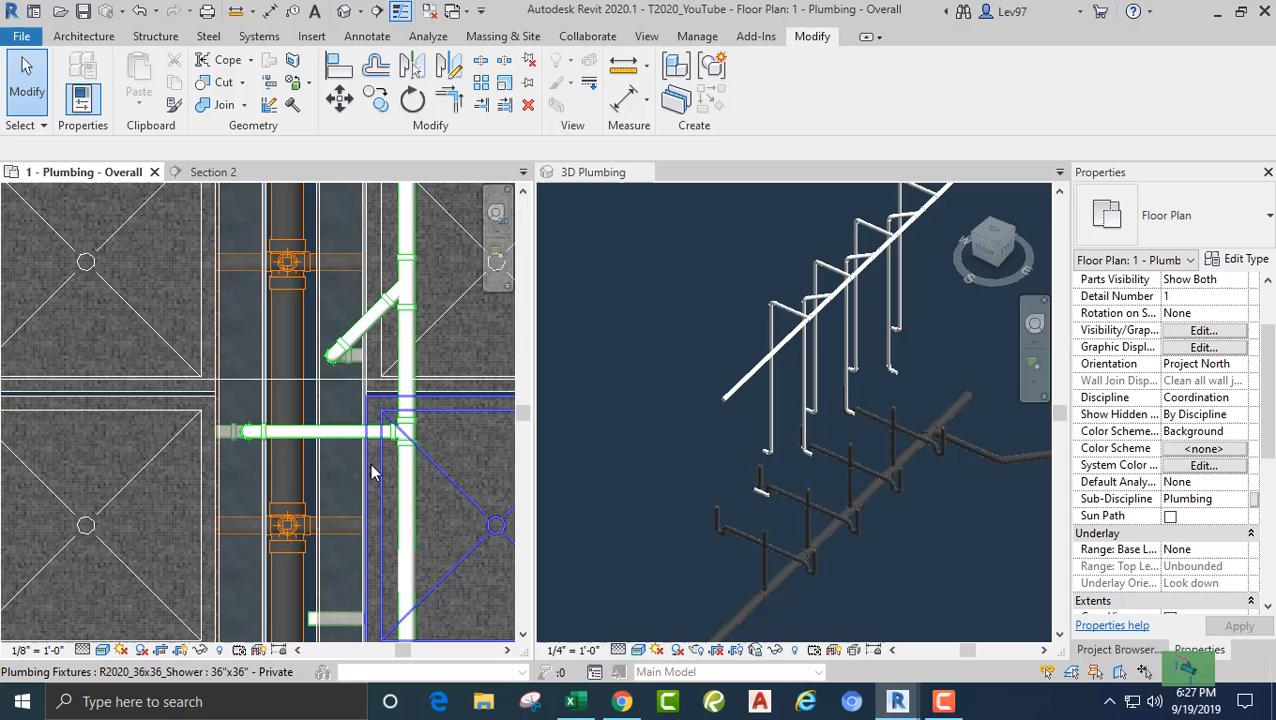 Autodesk Revit 2020.1 - T2020_YouTube - Floor Plan: 1 - Plumbing - Overall
Lev97
File Architecture Structure Steel Systems Insert Annotate Analyze Massing & Site Collaborate View Manage Add-Ins Modify
Modify
Paste
Cope
Cut
Join
Select Properties Clipboard Geometry Modify View Measure Create
1 - Plumbing - Overall
Section 2
3D Plumbing
Properties
Floor Plan
Floor Plan: 1 - Plumb
Edit Type
Parts Visibility Show Both
Detail Number 1
Rotation on S... None
Visibility/Grap... Edit...
Graphic Displ... Edit...
Orientation Project North
Wall Join Disp... Clean all wall j...
Discipline Coordination
Show Hidden ... By Discipline
Color Scheme... Background
Color Scheme <none>
System Color ... Edit...
Default Analy... None
Sub-Discipline Plumbing
Sun Path
Underlay
Range: Base L... None
Range: Top Le... Unbounded
Underlay Orie... Look down
Extents
Properties help
Apply
TOP
1/8" = 1'-0"
1/4" = 1'-0"
Project Browser...
Properties
Plumbing Fixtures : R2020_36x36_Shower : 36"x36" - Private
:0
Main Model
Type here to search
6:27 PM
9/19/2019